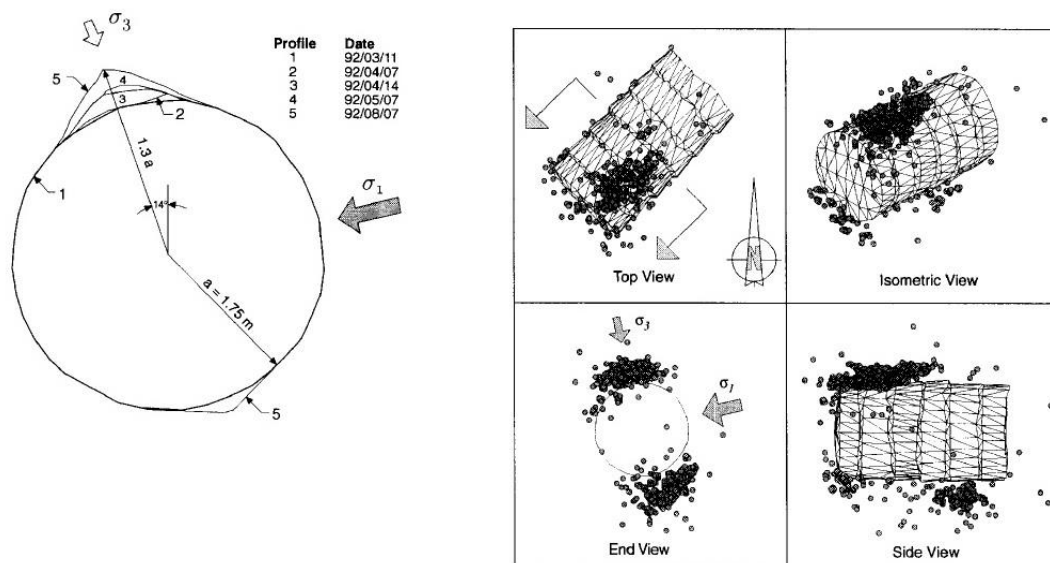 σ3
Profile Date
1 92/03/11
2 92/04/07
3 92/04/14
4 92/05/07
5 92/08/07
5
4
3
2
1.3 a
1
14°
σ1
a = 1.75 m
5
N
Top View
Isometric View
σ3
σ1
End View
Side View